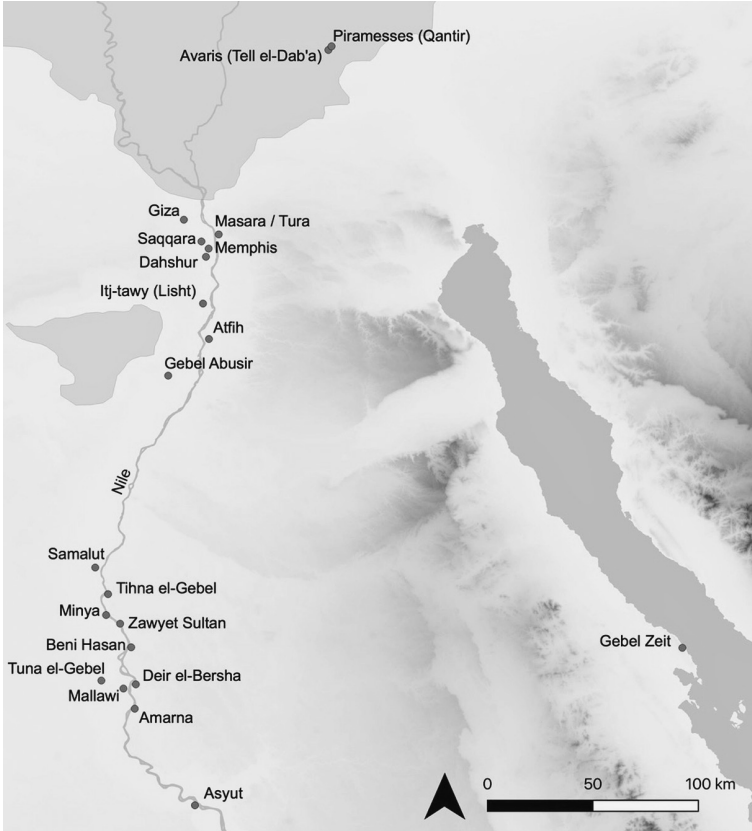 Piramesses (Qantir)
Avaris (Tell el-Dab'a)
Giza
Masara / Tura
Saqqara
Memphis
Dahshur
Itj-tawy (Lisht)
Atfih
Gebel Abusir
Nile
Samalut
Tihna el-Gebel
Minya
Zawyet Sultan
Beni Hasan
Gebel Zeit
Tuna el-Gebel
Deir el-Bersha
Mallawi
Amarna
Asyut
0 50 100 km